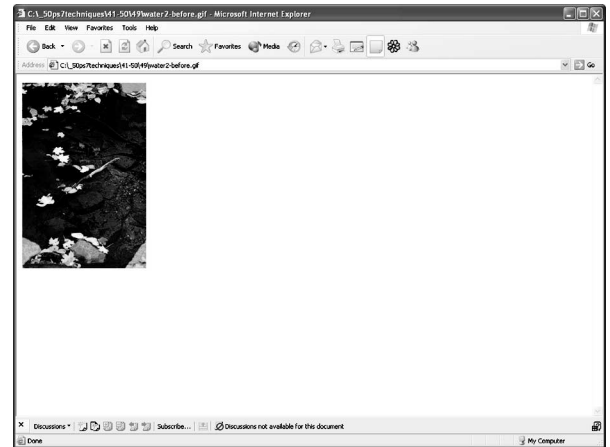 C:\_50ps7techniques\41-50\49\water2-before.gif - Microsoft Internet Explorer
File Edit View Favorites Tools Help
Back Search Favorites Media
Address C:\_50ps7techniques\41-50\49\water2-before.gif Go
Discussions Subscribe... Discussions not available for this document
Done My Computer